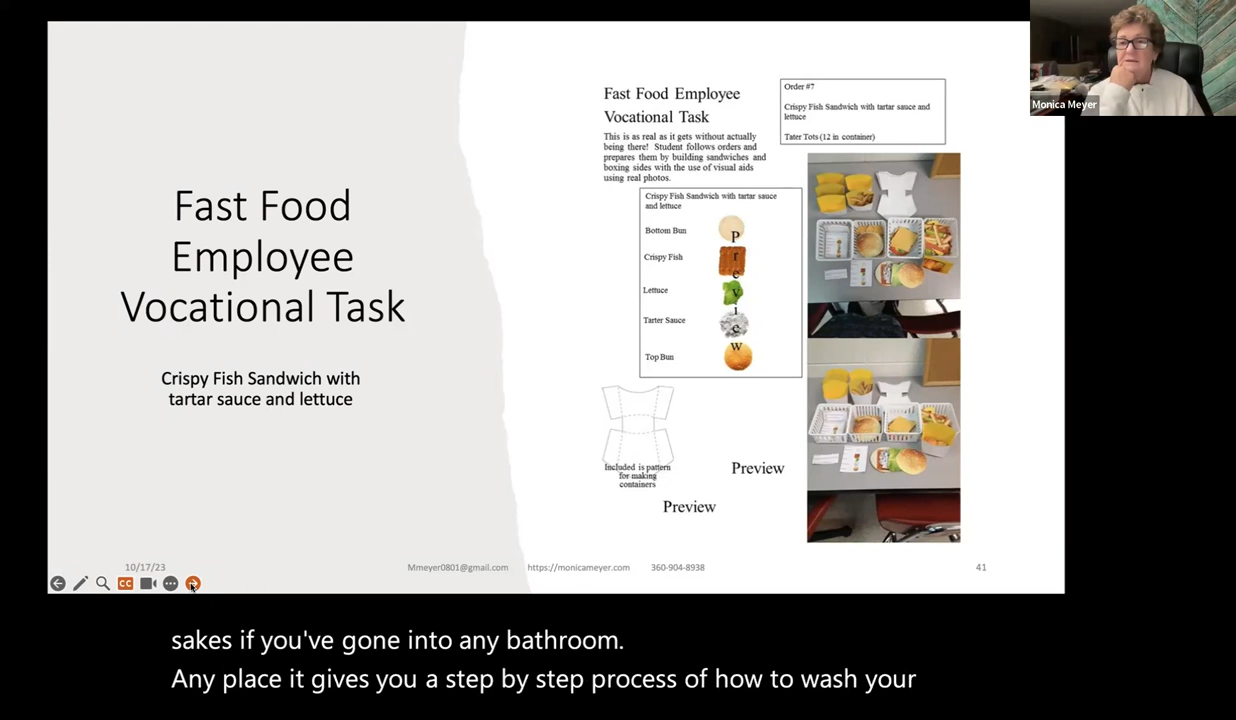 Monica Meyer
Fast Food
Employee
Vocational Task
Crispy Fish Sandwich with
tartar sauce and lettuce
Fast Food Employee
Vocational Task
This is as real as it gets without actually
being there! Student follows orders and
prepares them by building sandwiches and
boxing sides with the use of visual aids
using real photos.
Order #7
Crispy Fish Sandwich with tartar sauce and
lettuce
Tater Tots (12 in container)
Crispy Fish Sandwich with tartar sauce
and lettuce
Bottom Bun
Crispy Fish
Lettuce
Tarter Sauce
Top Bun
Preview
Included is pattern
for making
containers
Preview
Preview
10/17/23
Mmeyer0801@gmail.com https://monicameyer.com 360-904-8938
41
CC
sakes if you've gone into any bathroom.
Any place it gives you a step by step process of how to wash your